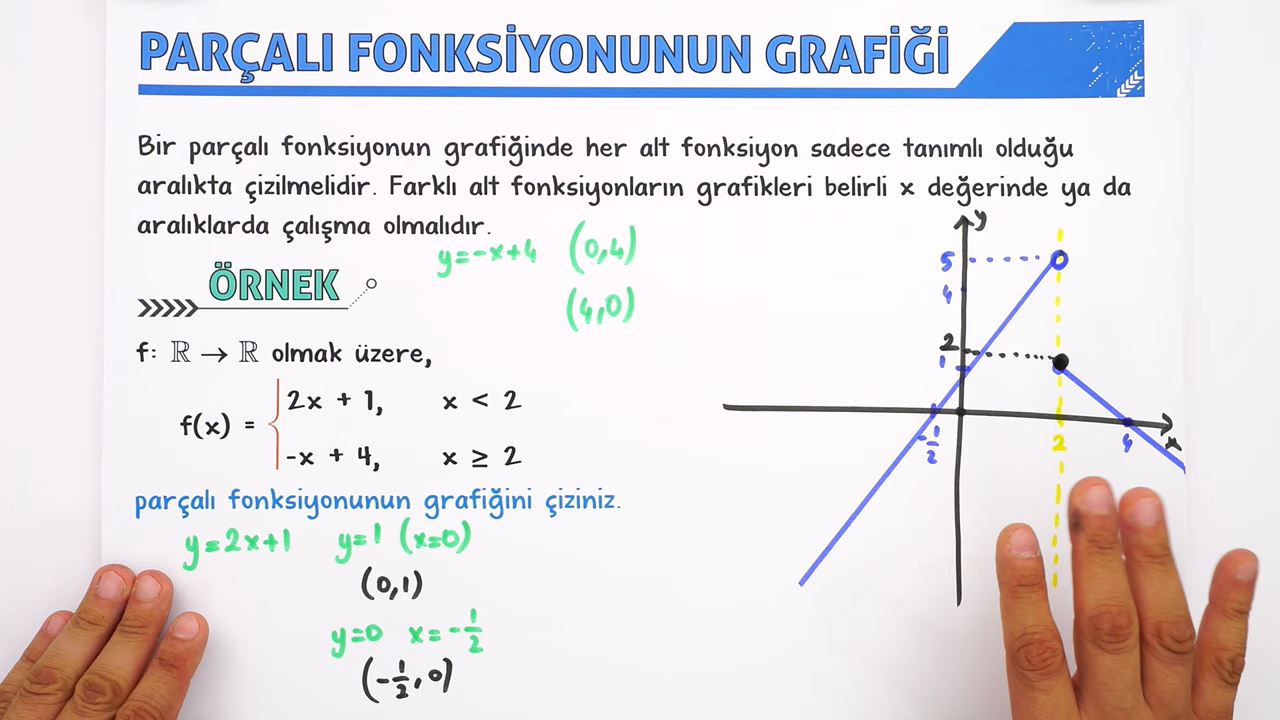 PARÇALI FONKSİYONUNUN GRAFİĞİ
Bir parçalı fonksiyonun grafiğinde her alt fonksiyon sadece tanımlı olduğu
aralıkta çizilmelidir. Farklı alt fonksiyonların grafikleri belirli x değerinde ya da
aralıklarda çalışma olmalıdır.
y=-x+4 (0,4)
(4,0)
ÖRNEK
f: ℝ → ℝ olmak üzere,
f(x) =
2x + 1, x < 2
-x + 4, x ≥ 2
parçalı fonksiyonunun grafiğini çiziniz.
y=2x+1 y=1 (x=0)
(0,1)
y=0 x=-1/2
(-1/2,0)
y
5
4
2
1
-1/2
2
4
x